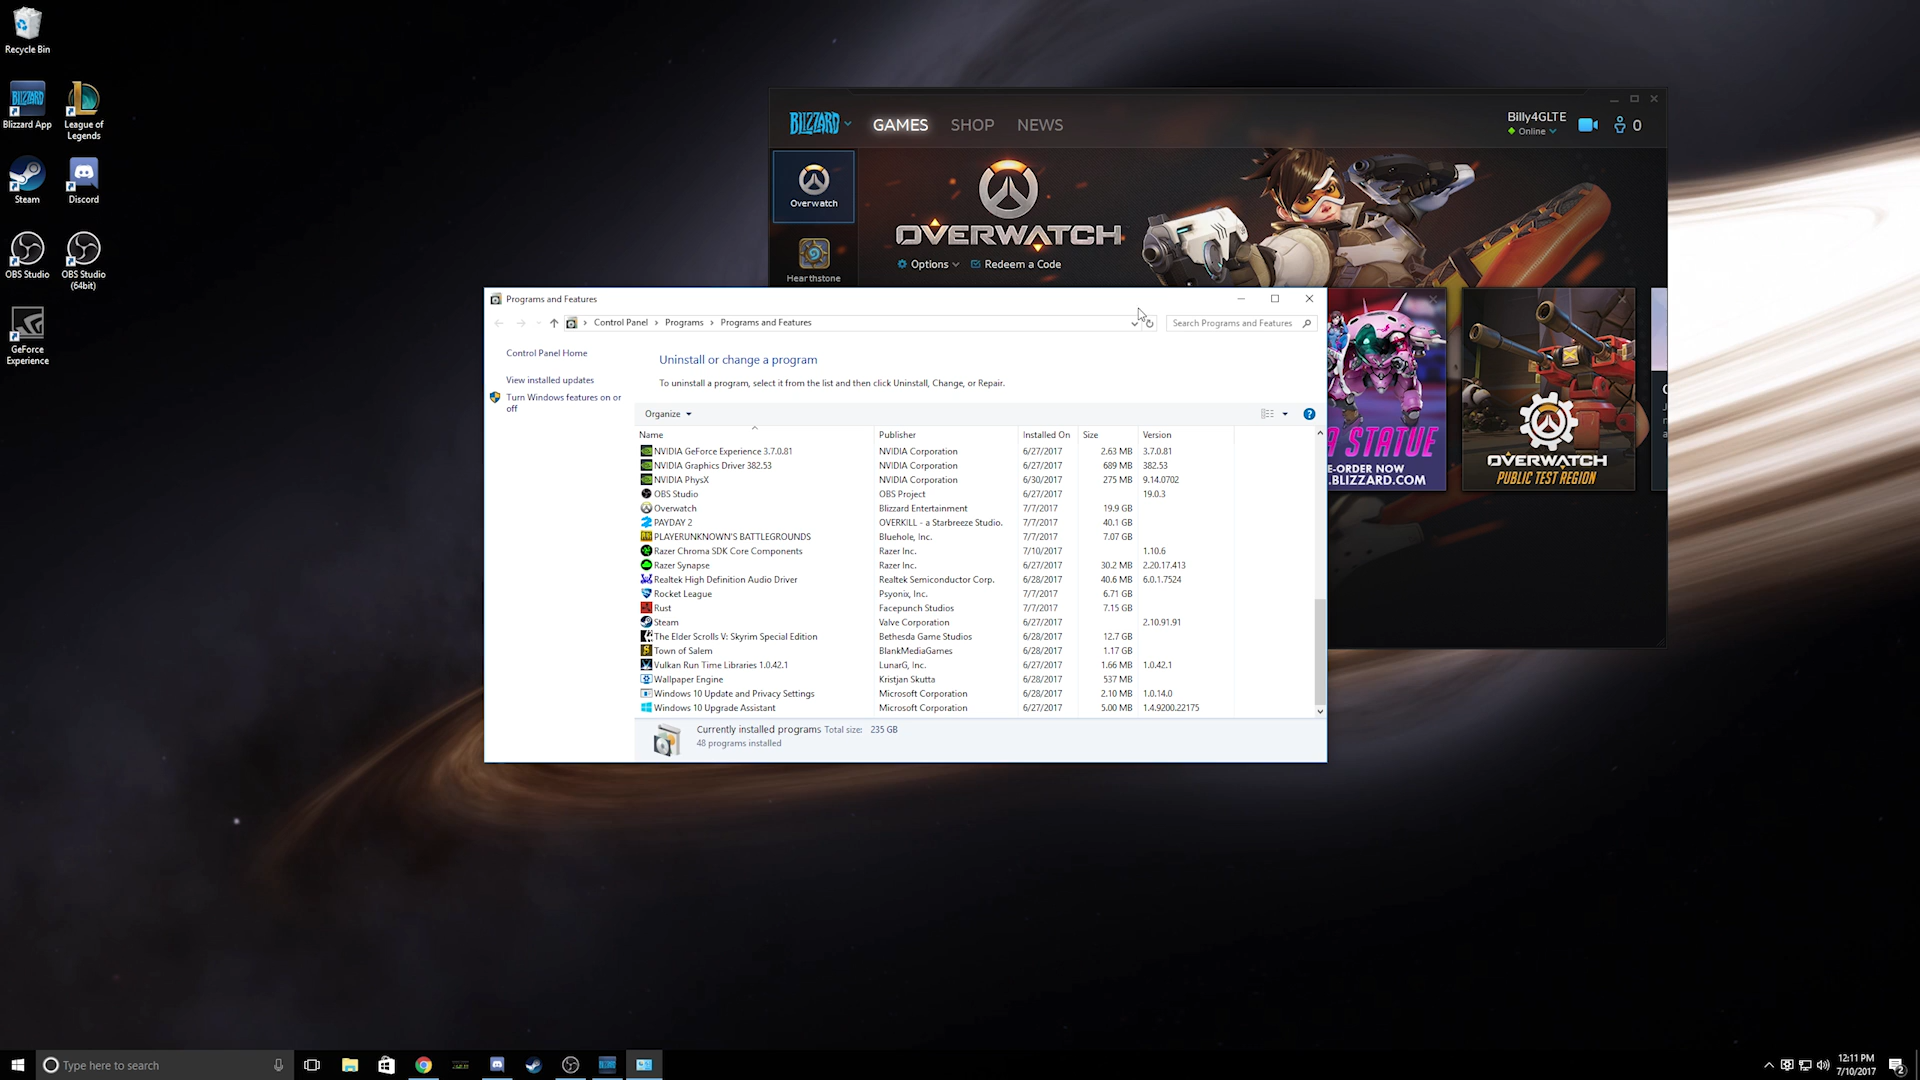 Recycle Bin
Blizzard App
League of
Legends
Steam
Discord
OBS Studio
OBS Studio
(64bit)
GeForce
Experience
BLIZZARD
GAMES
SHOP
NEWS
Billy4GLTE
Online
0
Overwatch
Hearthstone
OVERWATCH
Options
Redeem a Code
A STATUE
E-ORDER NOW
.BLIZZARD.COM
OVERWATCH
PUBLIC TEST REGION
Programs and Features
Control Panel > Programs > Programs and Features
Search Programs and Features
Control Panel Home
View installed updates
Turn Windows features on or
off
Uninstall or change a program
To uninstall a program, select it from the list and then click Uninstall, Change, or Repair.
Organize
Name Publisher Installed On Size Version
NVIDIA GeForce Experience 3.7.0.81 NVIDIA Corporation 6/27/2017 2.63 MB 3.7.0.81
NVIDIA Graphics Driver 382.53 NVIDIA Corporation 6/27/2017 689 MB 382.53
NVIDIA PhysX NVIDIA Corporation 6/30/2017 275 MB 9.14.0702
OBS Studio OBS Project 6/27/2017 19.0.3
Overwatch Blizzard Entertainment 7/7/2017 19.9 GB
PAYDAY 2 OVERKILL - a Starbreeze Studio. 7/7/2017 40.1 GB
PLAYERUNKNOWN'S BATTLEGROUNDS Bluehole, Inc. 7/7/2017 7.07 GB
Razer Chroma SDK Core Components Razer Inc. 7/10/2017 1.10.6
Razer Synapse Razer Inc. 6/27/2017 30.2 MB 2.20.17.413
Realtek High Definition Audio Driver Realtek Semiconductor Corp. 6/28/2017 40.6 MB 6.0.1.7524
Rocket League Psyonix, Inc. 7/7/2017 6.71 GB
Rust Facepunch Studios 7/7/2017 7.15 GB
Steam Valve Corporation 6/27/2017 2.10.91.91
The Elder Scrolls V: Skyrim Special Edition Bethesda Game Studios 6/28/2017 12.7 GB
Town of Salem BlankMediaGames 6/28/2017 1.17 GB
Vulkan Run Time Libraries 1.0.42.1 LunarG, Inc. 6/27/2017 1.66 MB 1.0.42.1
Wallpaper Engine Kristjan Skutta 6/28/2017 537 MB
Windows 10 Update and Privacy Settings Microsoft Corporation 6/28/2017 2.10 MB 1.0.14.0
Windows 10 Upgrade Assistant Microsoft Corporation 6/27/2017 5.00 MB 1.4.9200.22175
Currently installed programs Total size: 235 GB
48 programs installed
Type here to search
12:11 PM
7/10/2017
2